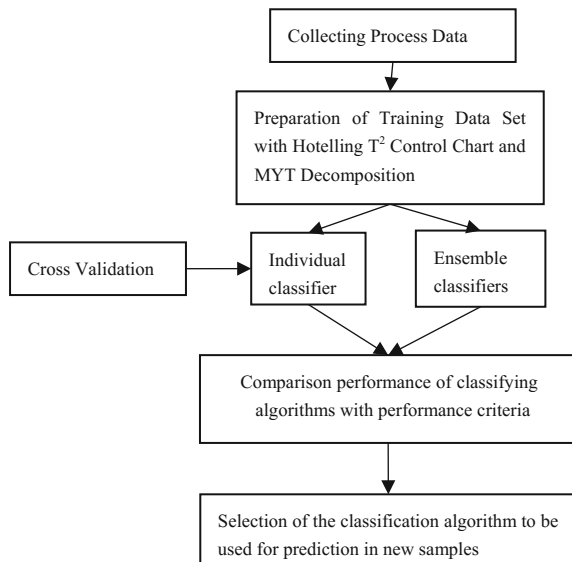 Collecting Process Data
Preparation of Training Data Set
with Hotelling T² Control Chart and
MYT Decomposition
Cross Validation
Individual
classifier
Ensemble
classifiers
Comparison performance of classifying
algorithms with performance criteria
Selection of the classification algorithm to be
used for prediction in new samples